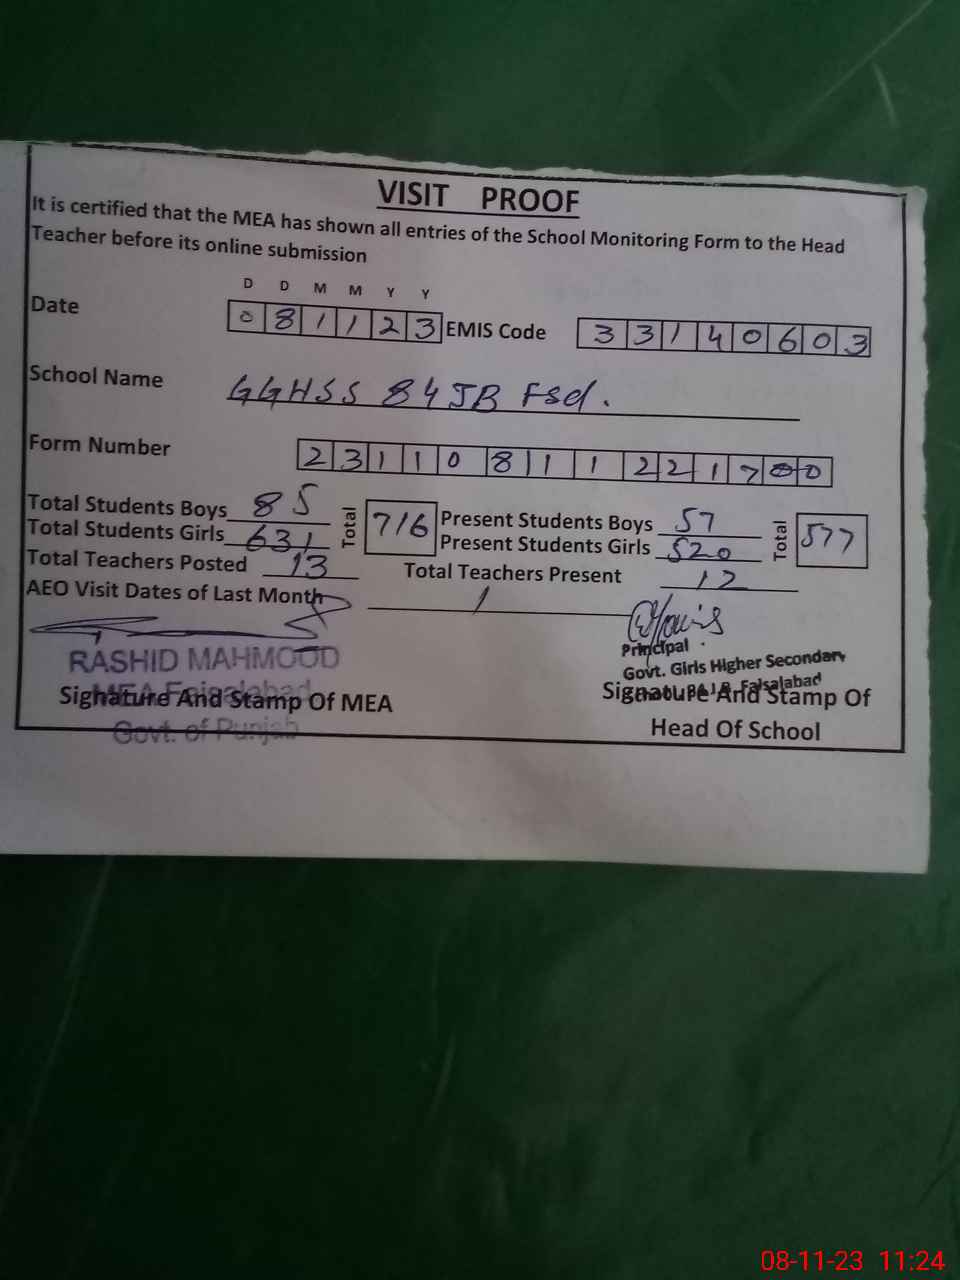 VISIT PROOF
It is certified that the MEA has shown all entries of the School Monitoring Form to the Head
Teacher before its online submission
D D M M Y Y
Date 0 8 1 1 2 3 EMIS Code 3 3 1 4 0 6 0 3
School Name GGHSS 84 JB Fsd.
Form Number 2 3 1 1 0 8 1 1 2 2 1 7 0 0
Total Students Boys 85 Total 716 Present Students Boys 57 Total 577
Total Students Girls 631 Present Students Girls 520
Total Teachers Posted 13 Total Teachers Present 12
AEO Visit Dates of Last Month /
RASHID MAHMOOD
MEA Faisalabad
Govt. of Punjab
Signature And Stamp Of MEA
Principal
Govt. Girls Higher Secondary
School, J.B. Faisalabad
Signature And Stamp Of
Head Of School
08-11-23 11:24